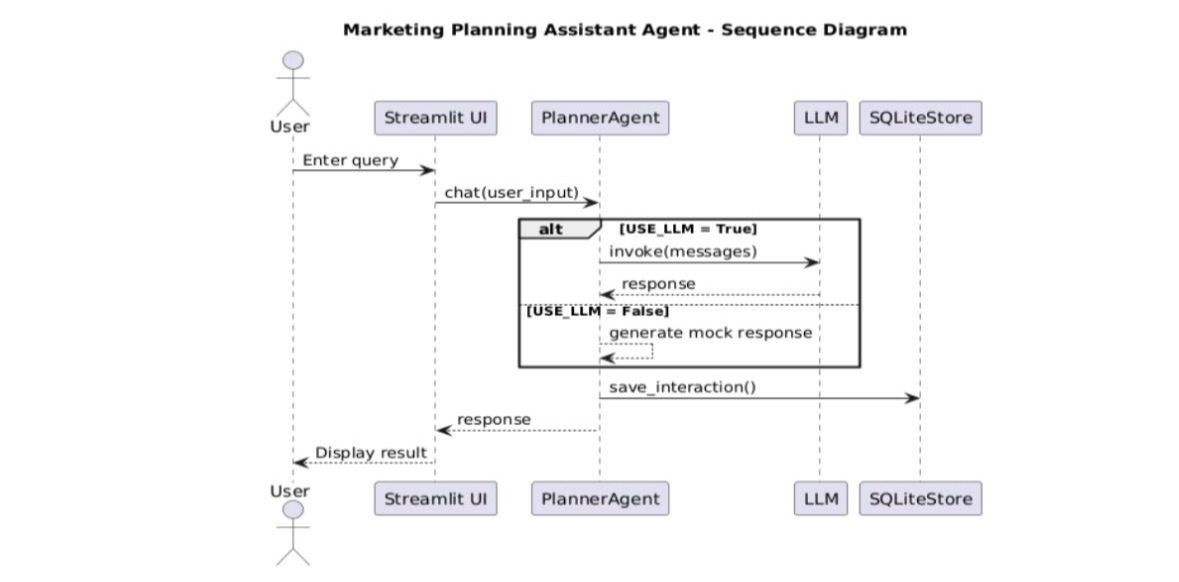 Marketing Planning Assistant Agent - Sequence Diagram
User
Streamlit UI
PlannerAgent
LLM
SQLiteStore
Enter query
chat(user_input)
alt
[USE_LLM = True]
invoke(messages)
response
[USE_LLM = False]
generate mock response
save_interaction()
response
Display result
User
Streamlit UI
PlannerAgent
LLM
SQLiteStore